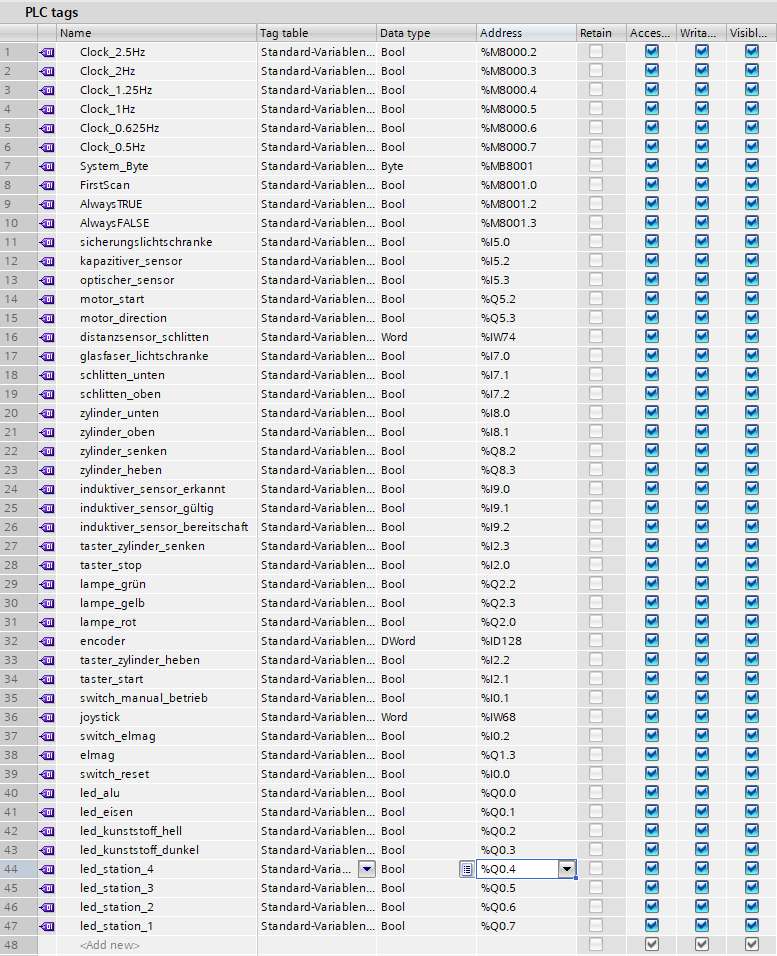 PLC tags
Name Tag table Data type Address Retain Acces... Writa... Visibl...
1 Clock_2.5Hz Standard-Variablen... Bool %M8000.2
2 Clock_2Hz Standard-Variablen... Bool %M8000.3
3 Clock_1.25Hz Standard-Variablen... Bool %M8000.4
4 Clock_1Hz Standard-Variablen... Bool %M8000.5
5 Clock_0.625Hz Standard-Variablen... Bool %M8000.6
6 Clock_0.5Hz Standard-Variablen... Bool %M8000.7
7 System_Byte Standard-Variablen... Byte %MB8001
8 FirstScan Standard-Variablen... Bool %M8001.0
9 AlwaysTRUE Standard-Variablen... Bool %M8001.2
10 AlwaysFALSE Standard-Variablen... Bool %M8001.3
11 sicherungslichtschranke Standard-Variablen... Bool %I5.0
12 kapazitiver_sensor Standard-Variablen... Bool %I5.2
13 optischer_sensor Standard-Variablen... Bool %I5.3
14 motor_start Standard-Variablen... Bool %Q5.2
15 motor_direction Standard-Variablen... Bool %Q5.3
16 distanzsensor_schlitten Standard-Variablen... Word %IW74
17 glasfaser_lichtschranke Standard-Variablen... Bool %I7.0
18 schlitten_unten Standard-Variablen... Bool %I7.1
19 schlitten_oben Standard-Variablen... Bool %I7.2
20 zylinder_unten Standard-Variablen... Bool %I8.0
21 zylinder_oben Standard-Variablen... Bool %I8.1
22 zylinder_senken Standard-Variablen... Bool %Q8.2
23 zylinder_heben Standard-Variablen... Bool %Q8.3
24 induktiver_sensor_erkannt Standard-Variablen... Bool %I9.0
25 induktiver_sensor_gültig Standard-Variablen... Bool %I9.1
26 induktiver_sensor_bereitschaft Standard-Variablen... Bool %I9.2
27 taster_zylinder_senken Standard-Variablen... Bool %I2.3
28 taster_stop Standard-Variablen... Bool %I2.0
29 lampe_grün Standard-Variablen... Bool %Q2.2
30 lampe_gelb Standard-Variablen... Bool %Q2.3
31 lampe_rot Standard-Variablen... Bool %Q2.0
32 encoder Standard-Variablen... DWord %ID128
33 taster_zylinder_heben Standard-Variablen... Bool %I2.2
34 taster_start Standard-Variablen... Bool %I2.1
35 switch_manual_betrieb Standard-Variablen... Bool %I0.1
36 joystick Standard-Variablen... Word %IW68
37 switch_elmag Standard-Variablen... Bool %I0.2
38 elmag Standard-Variablen... Bool %Q1.3
39 switch_reset Standard-Variablen... Bool %I0.0
40 led_alu Standard-Variablen... Bool %Q0.0
41 led_eisen Standard-Variablen... Bool %Q0.1
42 led_kunststoff_hell Standard-Variablen... Bool %Q0.2
43 led_kunststoff_dunkel Standard-Variablen... Bool %Q0.3
44 led_station_4 Standard-Varia... Bool %Q0.4
45 led_station_3 Standard-Variablen... Bool %Q0.5
46 led_station_2 Standard-Variablen... Bool %Q0.6
47 led_station_1 Standard-Variablen... Bool %Q0.7
48 <Add new>